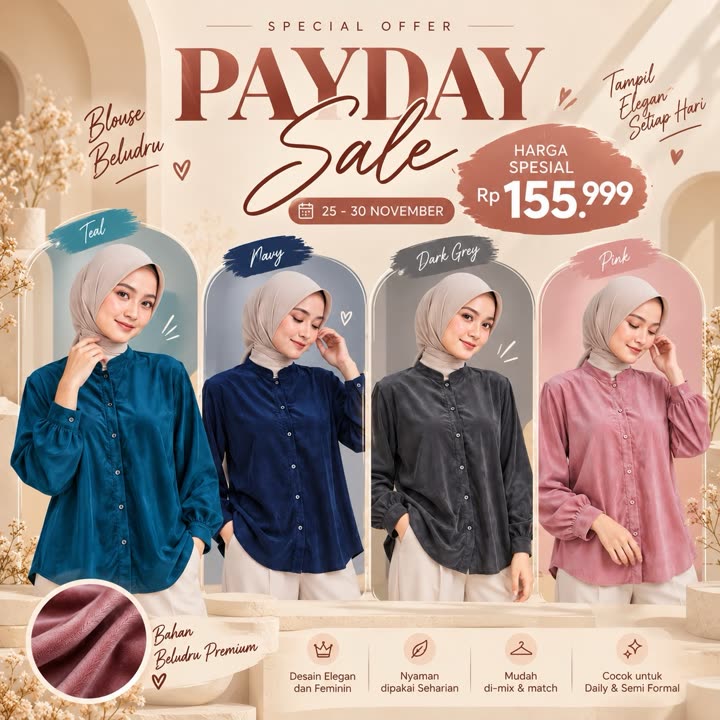 SPECIAL OFFER
PAYDAY
Sale
25 - 30 NOVEMBER
Blouse
Beludru
Tampil
Elegan
Setiap Hari
HARGA
SPESIAL
Rp 155.999
Teal
Navy
Dark Grey
Pink
Bahan
Beludru Premium
Desain Elegan
dan Feminin
Nyaman
dipakai Seharian
Mudah
di-mix & match
Cocok untuk
Daily & Semi Formal